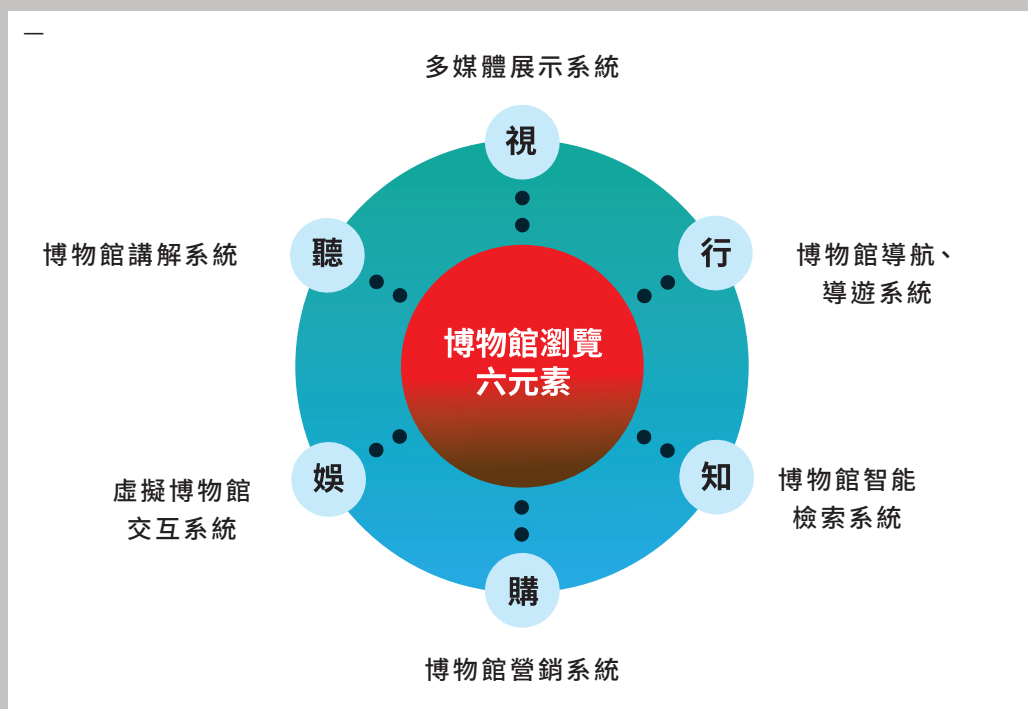 多媒體展示系統
視
聽
博物館講解系統
行
博物館導航、
導遊系統
博物館瀏覽
六元素
娛
虛擬博物館
交互系統
知
博物館智能
檢索系統
購
博物館營銷系統